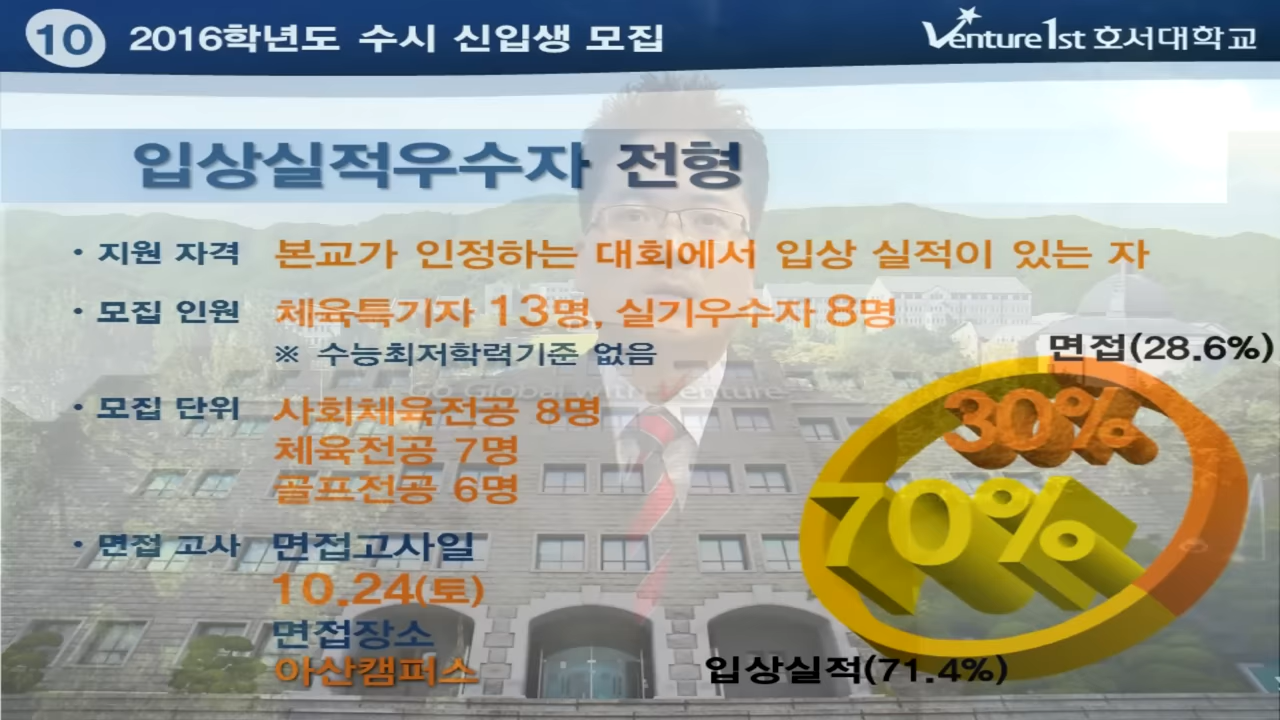 10 2016학년도 수시 신입생 모집
Venture1st 호서대학교
입상실적우수자 전형
• 지원 자격 본교가 인정하는 대회에서 입상 실적이 있는 자
• 모집 인원 체육특기자 13명, 실기우수자 8명
※ 수능최저학력기준 없음
면접(28.6%)
Go Global with Venture
30%
• 모집 단위 사회체육전공 8명
체육전공 7명
골프전공 6명
70%
• 면접 고사 면접고사일
10.24(토)
면접장소
아산캠퍼스
입상실적(71.4%)